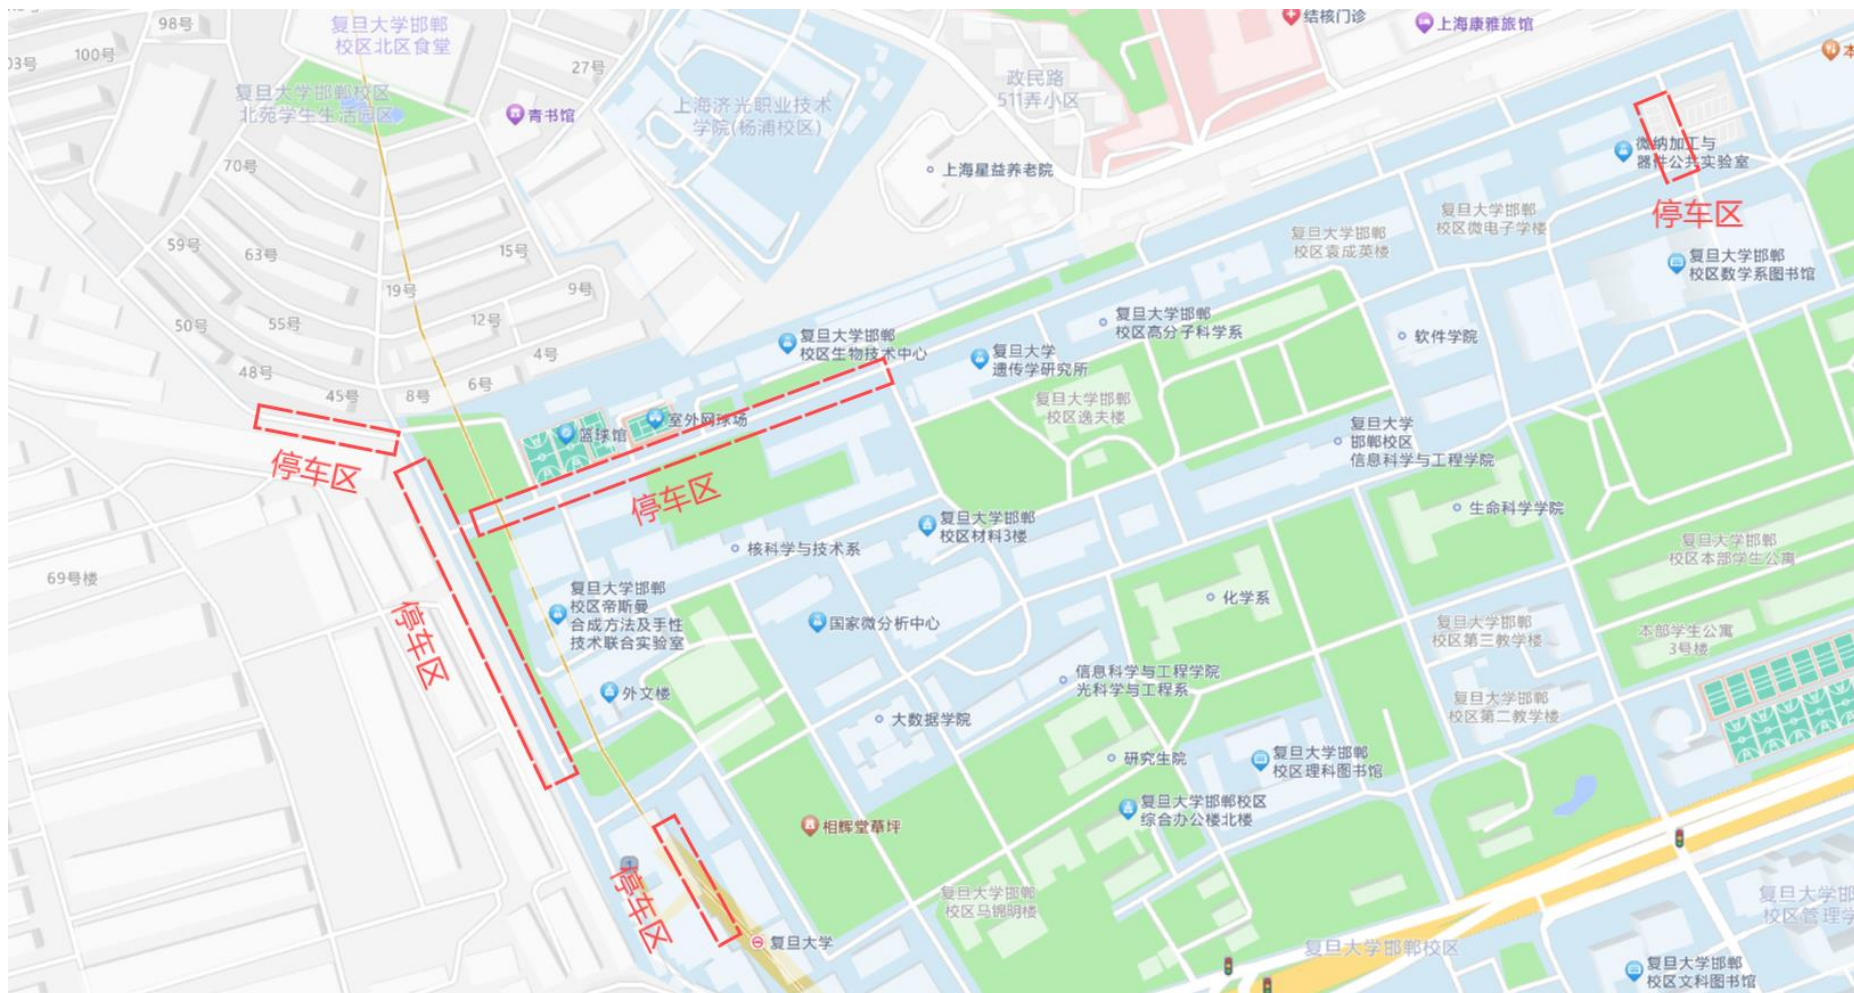 98号
复旦大学邯郸
校区北区食堂
结核门诊
上海康雅旅馆
本
03号
100号
27号
政民路
511弄小区
复旦大学邯郸校区
北苑学生生活园区
青书馆
上海济光职业技术
学院(杨浦校区)
微纳加工与
器件公共实验室
70号
上海星益养老院
停车区
复旦大学邯郸
校区微电子学楼
复旦大学邯郸
校区袁成英楼
59号
63号
15号
复旦大学邯郸
校区数学系图书馆
19号
9号
50号
55号
12号
复旦大学邯郸
校区高分子科学系
复旦大学邯郸
校区生物技术中心
软件学院
4号
复旦大学
遗传学研究所
48号
45号
8号
6号
复旦大学邯郸
校区逸夫楼
室外网球场
篮球馆
复旦大学
邯郸校区
信息科学与工程学院
停车区
停车区
生命科学学院
复旦大学邯郸
校区材料3楼
核科学与技术系
复旦大学邯郸
校区本部学生公寓
69号楼
复旦大学邯郸
校区帝斯曼
合成方法及手性
技术联合实验室
化学系
停车区
国家微分析中心
复旦大学邯郸
校区第三教学楼
本部学生公寓
3号楼
信息科学与工程学院
光科学与工程系
外文楼
大数据学院
复旦大学邯郸
校区第二教学楼
研究生院
复旦大学邯郸
校区理科图书馆
复旦大学邯郸校区
综合办公楼北楼
相辉堂草坪
1
停车区
复旦大学邯郸
校区马锦明楼
复旦大学
复旦大学邯郸校区
复旦大学邯
校区管理学
复旦大学邯郸
校区文科图书馆